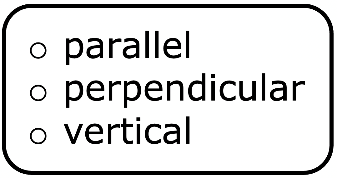 ○ parallel
○ perpendicular
○ vertical